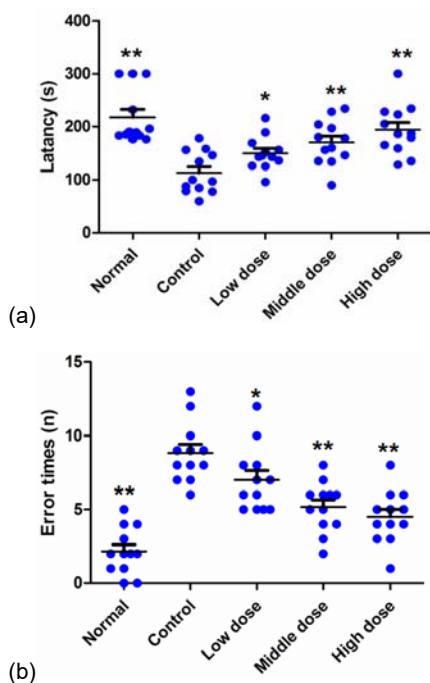 400
300
200
100
0
Latancy (s)
**
*
**
**
Normal
Control
Low dose
Middle dose
High dose
(a)
15
10
5
0
Error times (n)
**
*
**
**
Normal
Control
Low dose
Middle dose
High dose
(b)